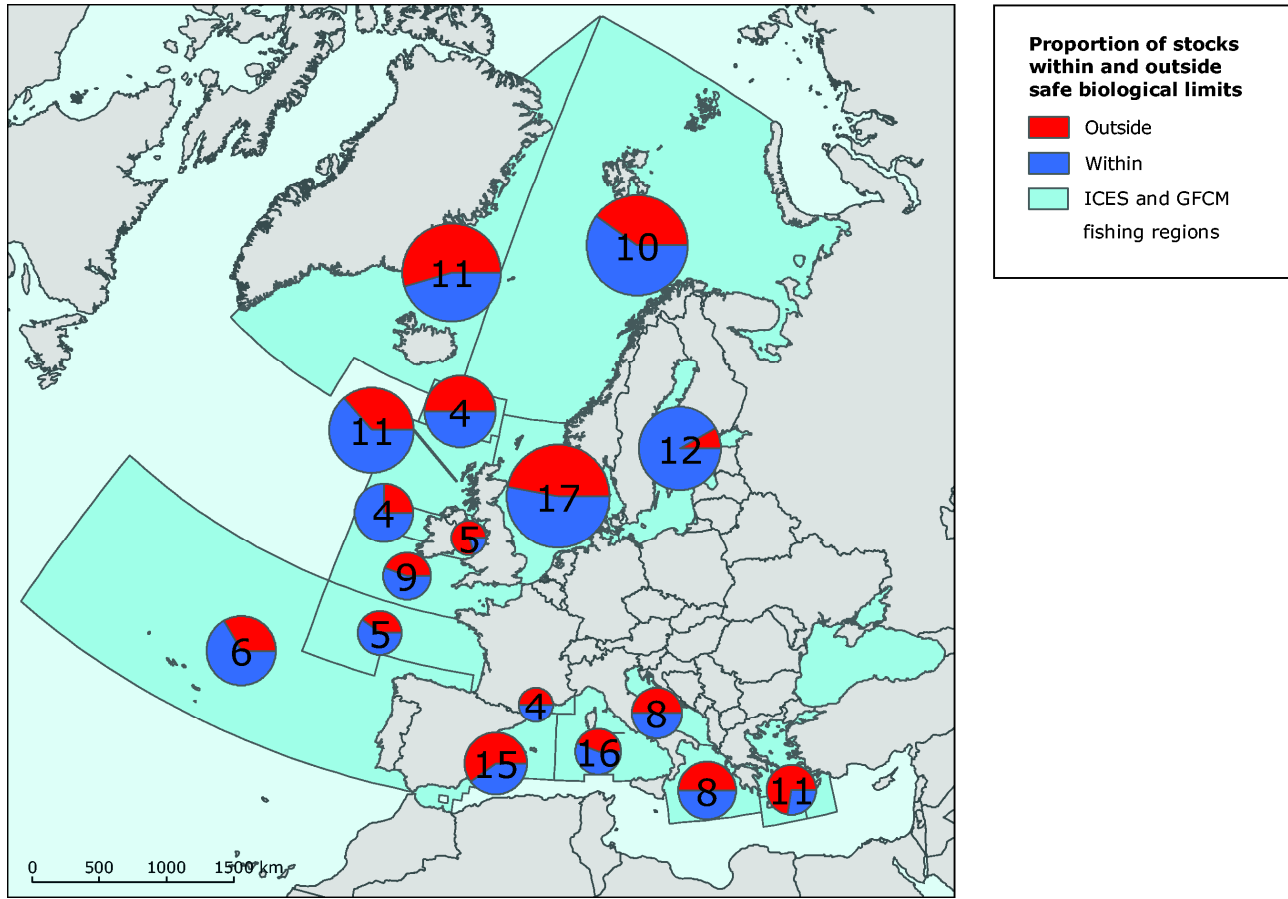 Proportion of stocks
within and outside
safe biological limits
Outside
Within
ICES and GFCM
fishing regions
10
11
4
11
12
17
4
5
9
5
6
4
8
15
16
8
11
0 500 1000 1500 km